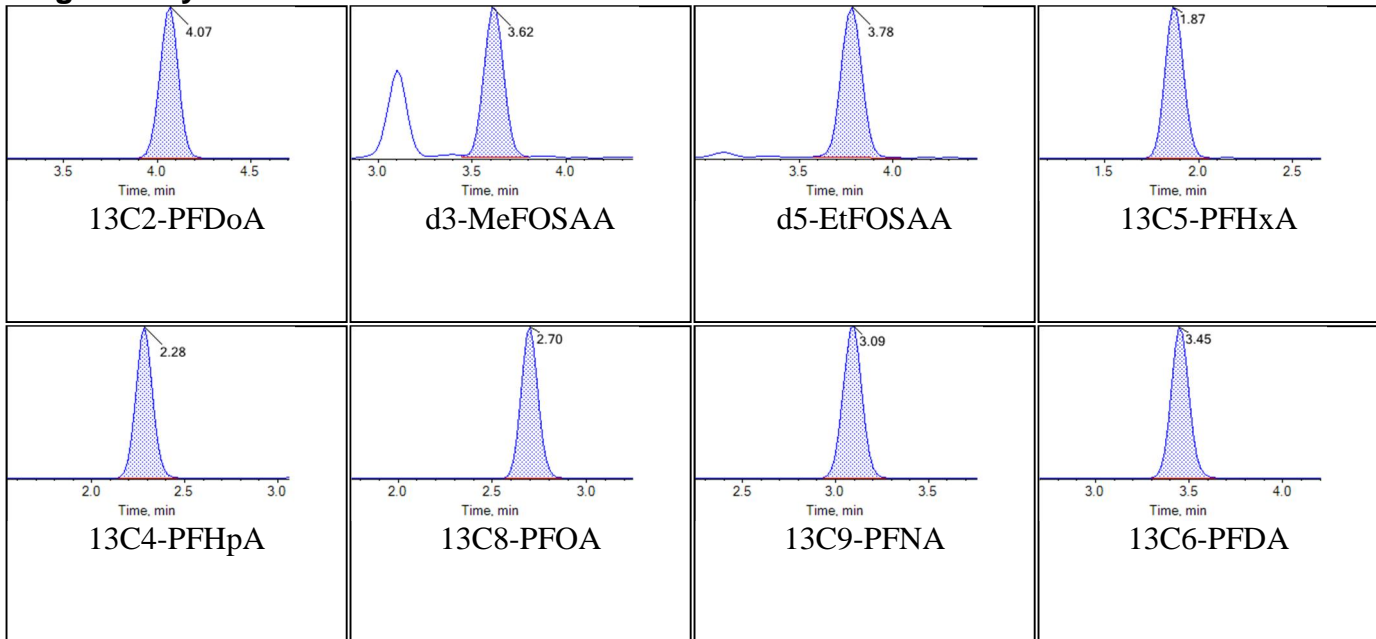 4.07
3.62
3.78
1.87
3.5 4.0 4.5
3.0 3.5 4.0
3.5 4.0
1.5 2.0 2.5
Time, min
Time, min
Time, min
Time, min
13C2-PFDoA
d3-MeFOSAA
d5-EtFOSAA
13C5-PFHxA
2.28
2.70
3.09
3.45
2.0 2.5 3.0
2.0 2.5 3.0
2.5 3.0 3.5
3.0 3.5 4.0
Time, min
Time, min
Time, min
Time, min
13C4-PFHpA
13C8-PFOA
13C9-PFNA
13C6-PFDA